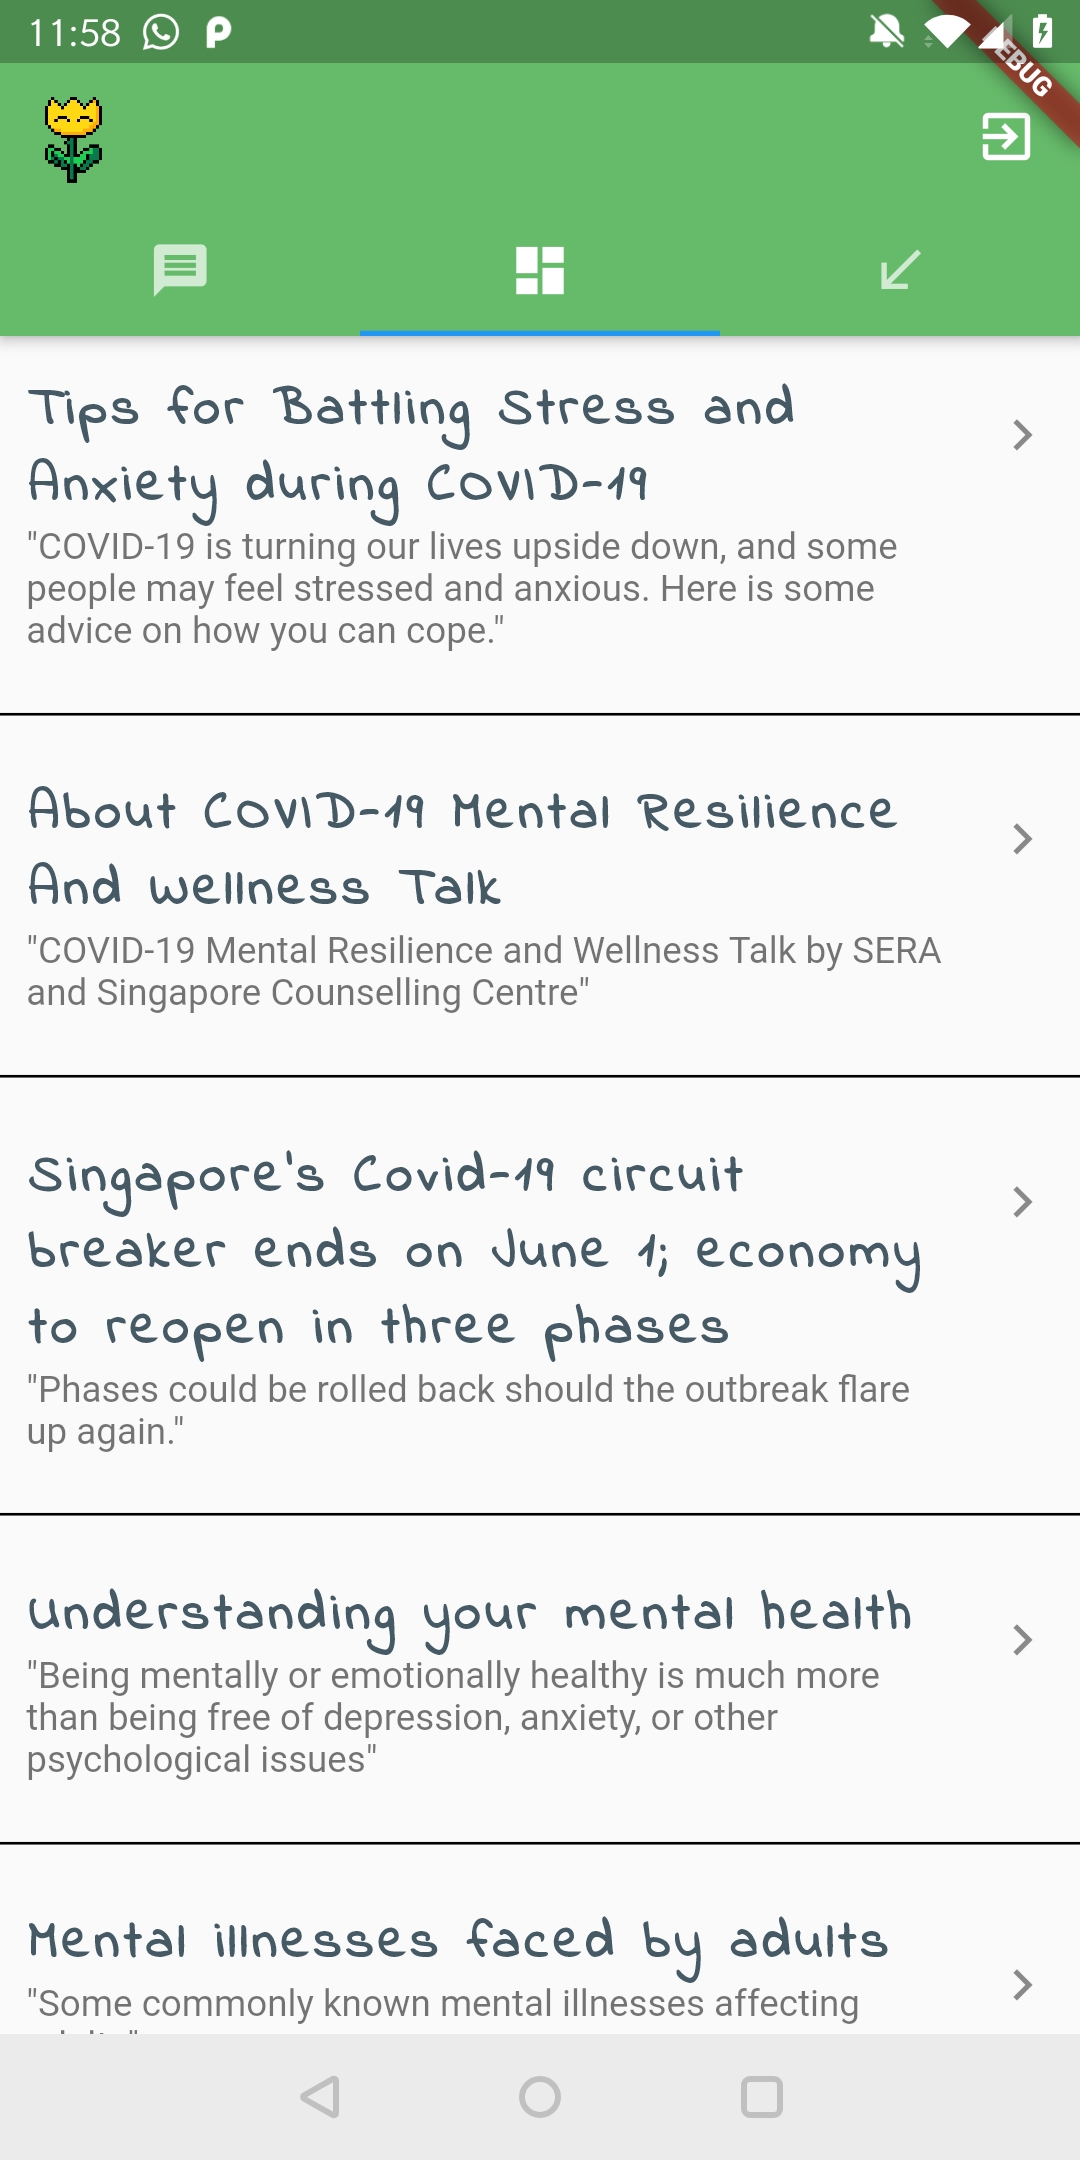 11:58
EBUG
Tips for Battling Stress and
Anxiety during COVID-19
"COVID-19 is turning our lives upside down, and some
people may feel stressed and anxious. Here is some
advice on how you can cope."
About COVID-19 Mental Resilience
And Wellness Talk
"COVID-19 Mental Resilience and Wellness Talk by SERA
and Singapore Counselling Centre"
Singapore's Covid-19 circuit
breaker ends on June 1; economy
to reopen in three phases
"Phases could be rolled back should the outbreak flare
up again."
Understanding your mental health
"Being mentally or emotionally healthy is much more
than being free of depression, anxiety, or other
psychological issues"
Mental illnesses faced by adults
"Some commonly known mental illnesses affecting